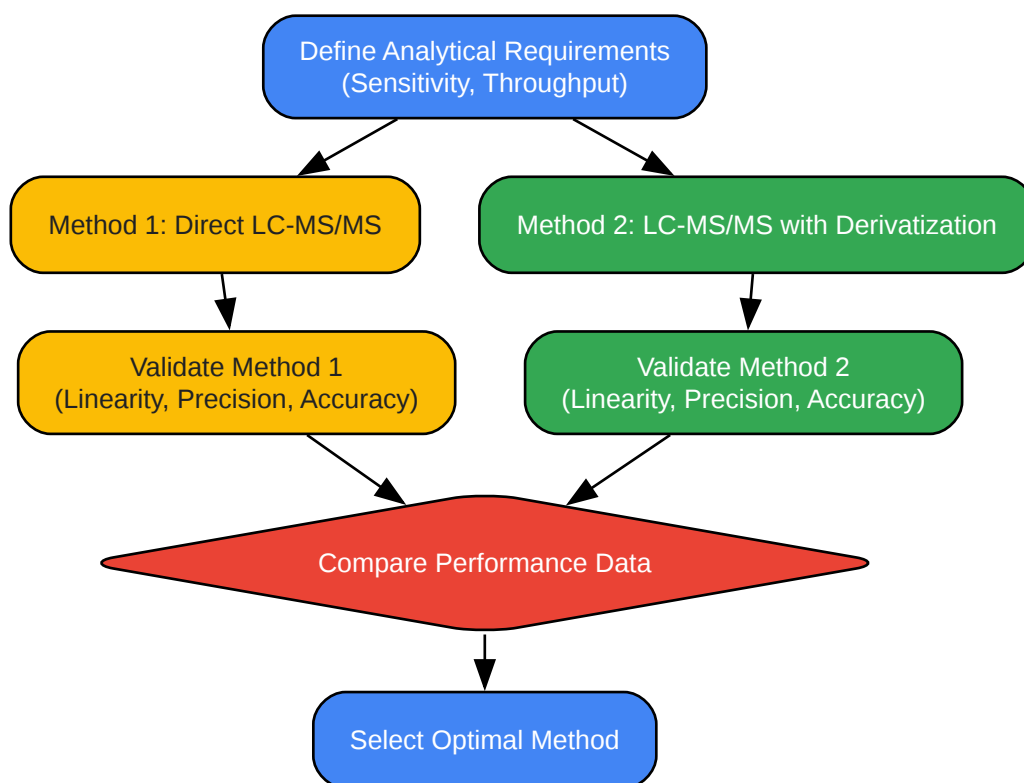 Define Analytical Requirements
(Sensitivity, Throughput)
Method 1: Direct LC-MS/MS
Method 2: LC-MS/MS with Derivatization
Validate Method 1
(Linearity, Precision, Accuracy)
Validate Method 2
(Linearity, Precision, Accuracy)
Compare Performance Data
Select Optimal Method